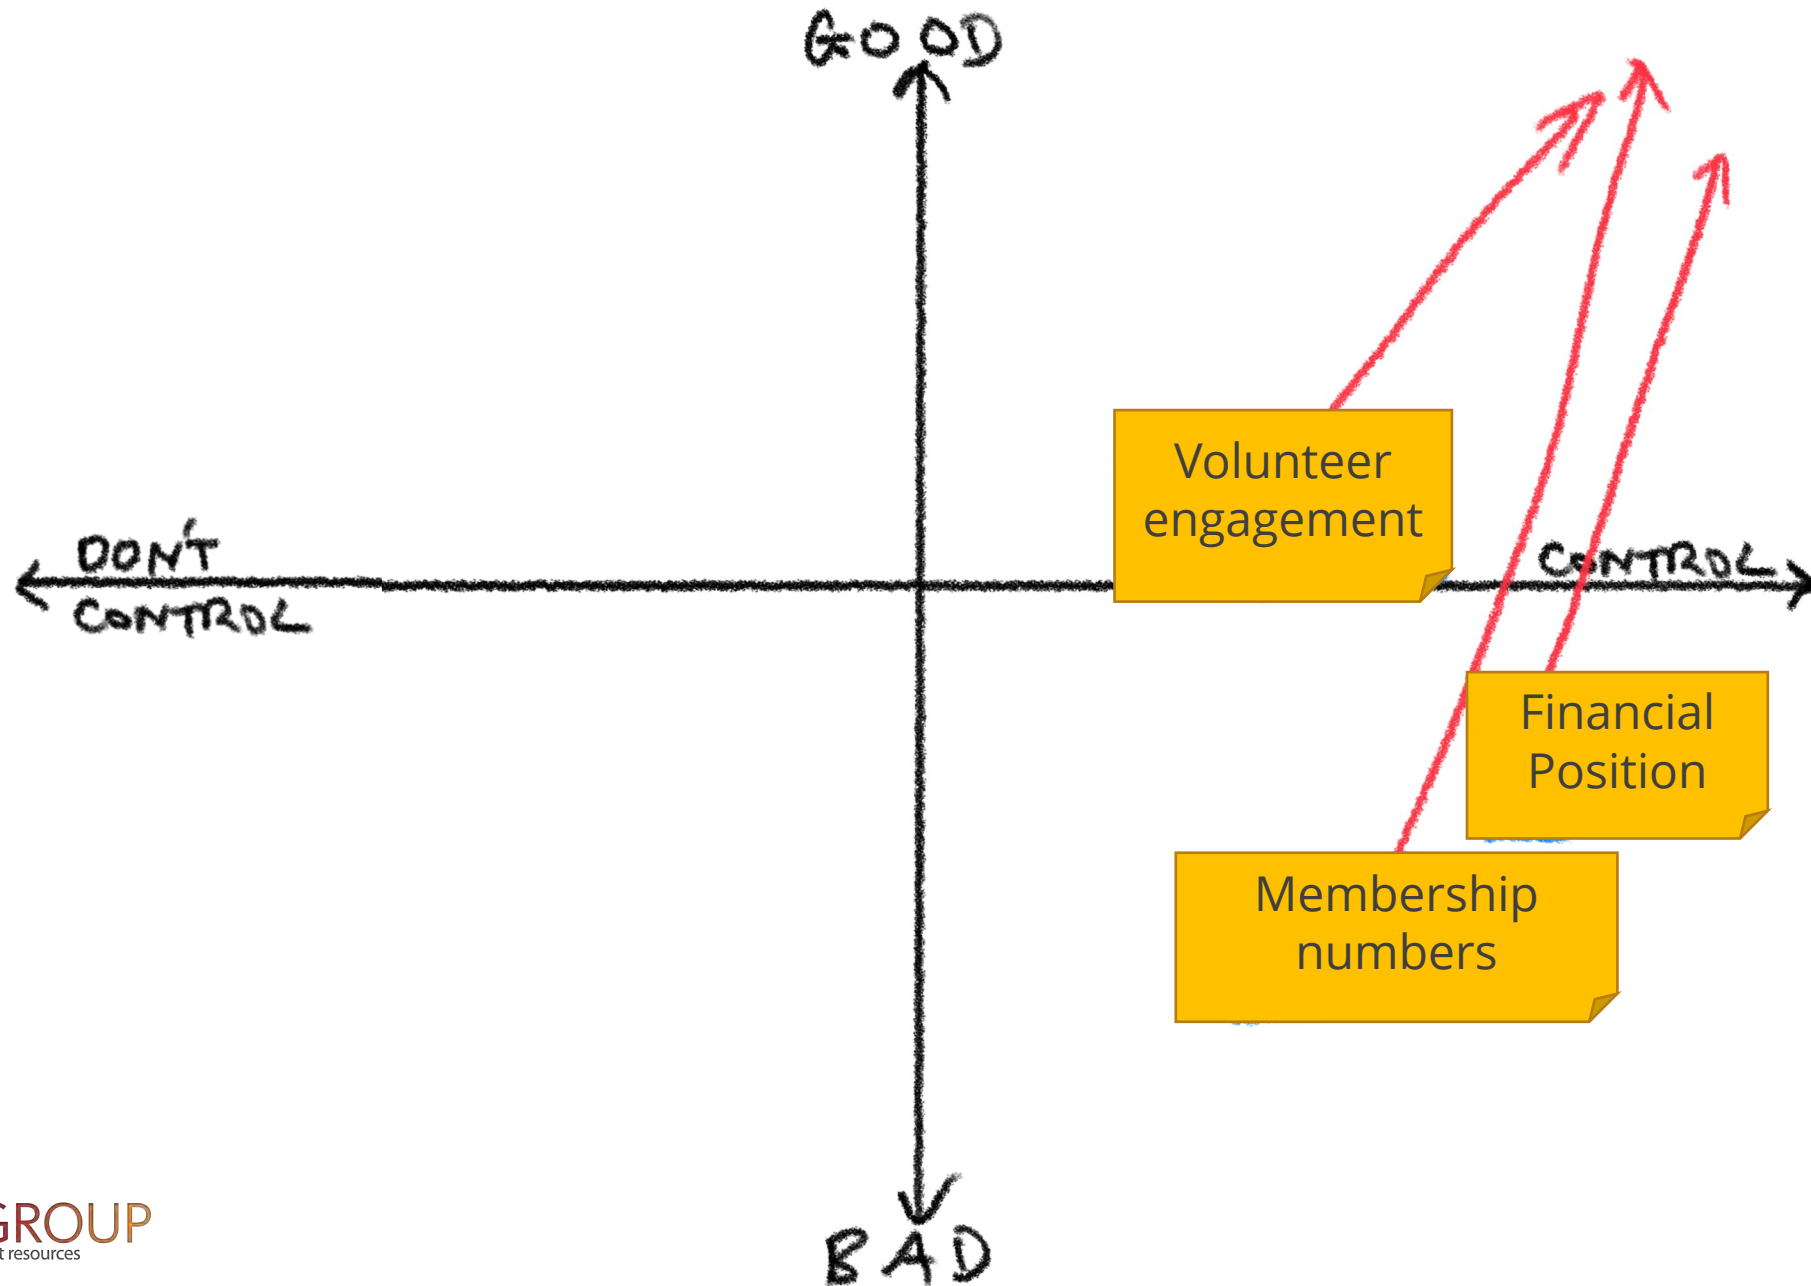 GOOD
Volunteer
engagement
DON'T
CONTROL
CONTROL
Financial
Position
Membership
numbers
GROUP
t resources
BAD